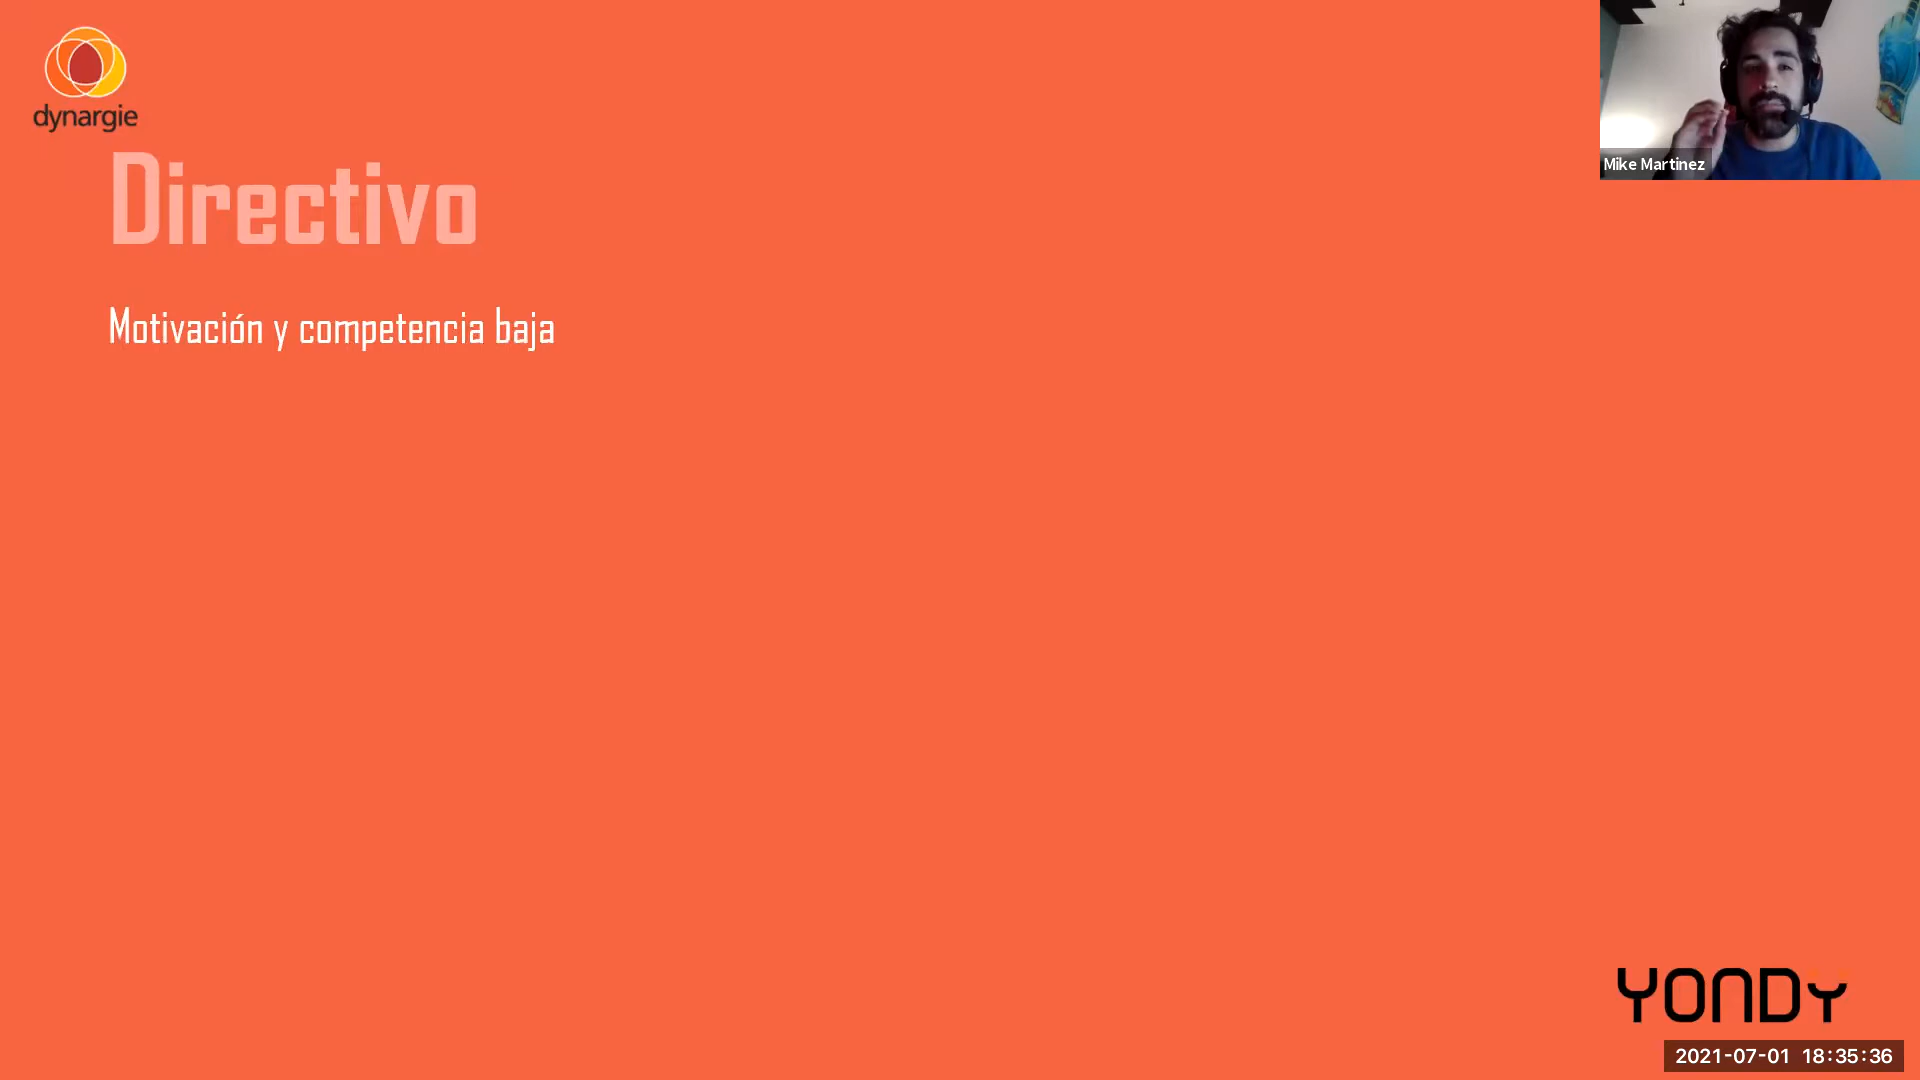 dynargie
Directivo
Motivación y competencia baja
Mike Martinez
YONDY
2021-07-01 18:35:36